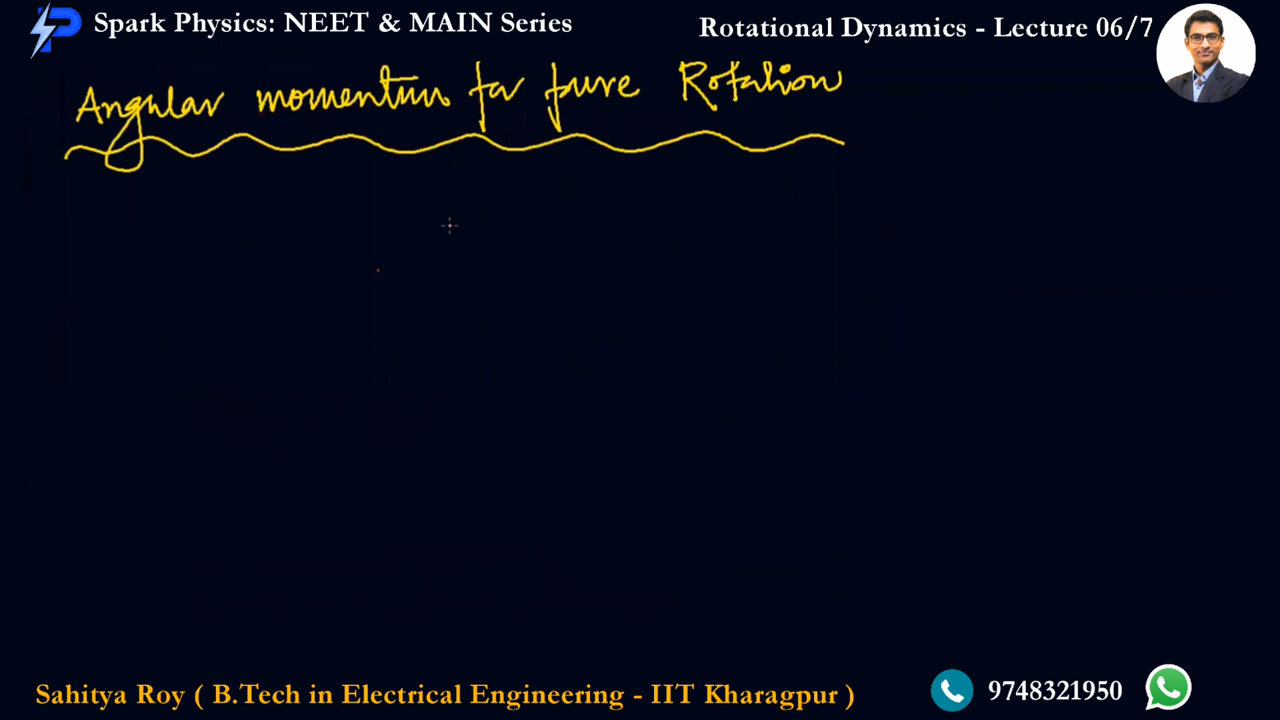 Spark Physics: NEET & MAIN Series
Rotational Dynamics - Lecture 06/7
Angular momentum for pure Rotation
Sahitya Roy ( B.Tech in Electrical Engineering - IIT Kharagpur )
9748321950